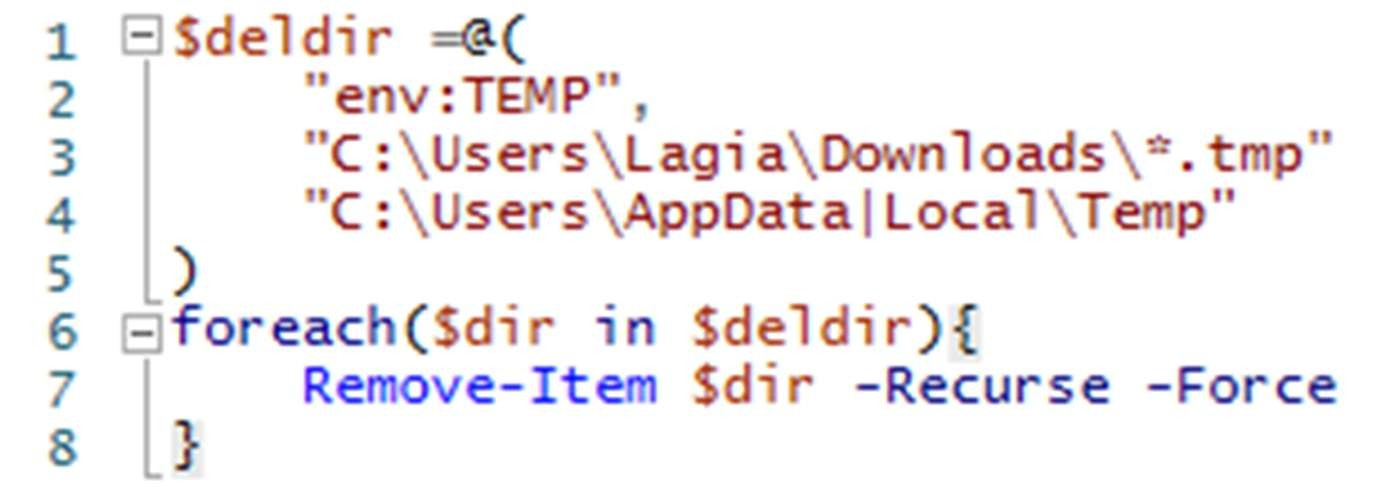 1 $deldir =@(
2 "env:TEMP",
3 "C:\Users\Lagia\Downloads\*.tmp"
4 "C:\Users\AppData|Local\Temp"
5 )
6 foreach($dir in $deldir){
7 Remove-Item $dir -Recurse -Force
8 }